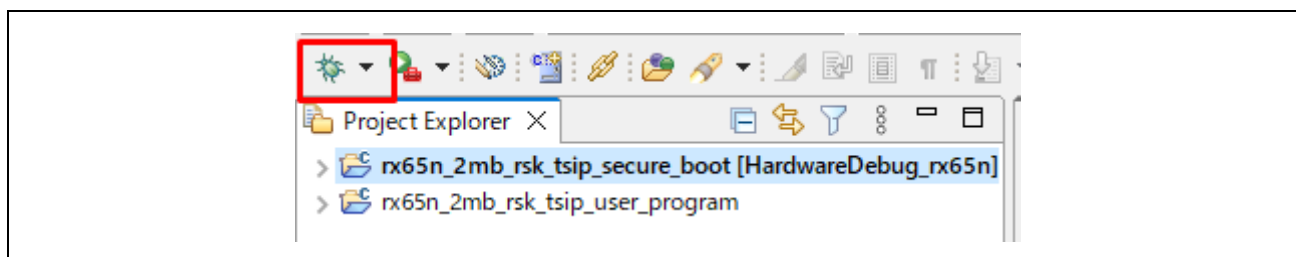 Project Explorer
rx65n_2mb_rsk_tsip_secure_boot [HardwareDebug_rx65n]
rx65n_2mb_rsk_tsip_user_program